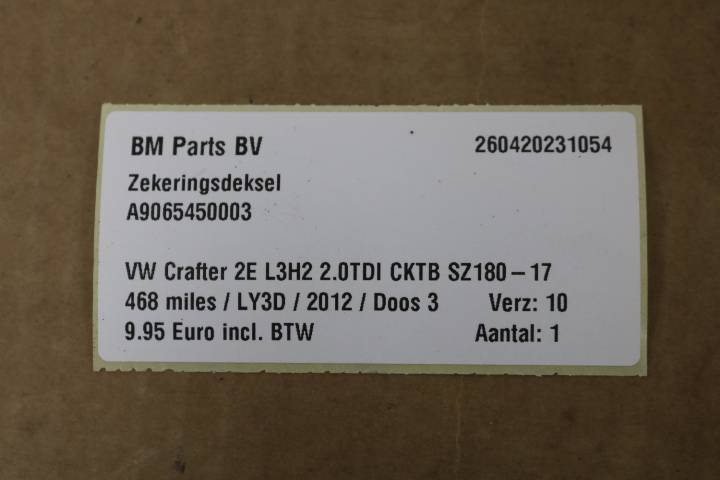 BM Parts BV 260420231054
Zekeringsdeksel
A9065450003
VW Crafter 2E L3H2 2.0TDI CKTB SZ180-17
468 miles / LY3D / 2012 / Doos 3 Verz: 10
9.95 Euro incl. BTW Aantal: 1